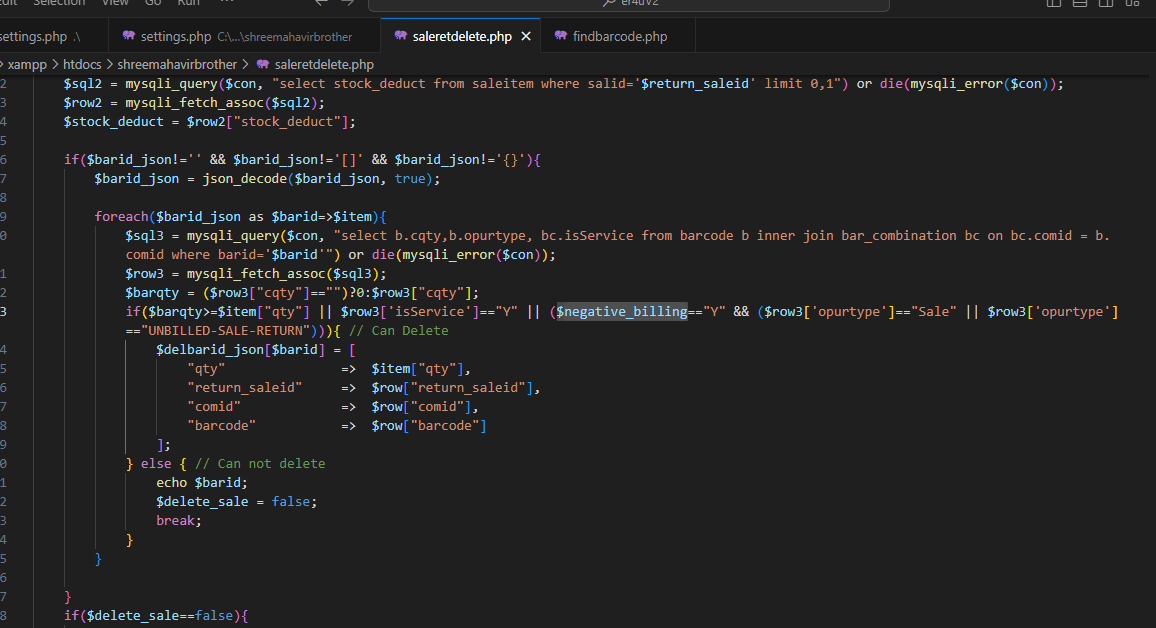 Selection View Go Run ... er4uv2
settings.php .\ settings.php C:\...\shreemahavirbrother saleretdelete.php findbarcode.php
> xampp > htdocs > shreemahavirbrother > saleretdelete.php
2 $sql2 = mysqli_query($con, "select stock_deduct from saleitem where salid='$return_saleid' limit 0,1") or die(mysqli_error($con));
3 $row2 = mysqli_fetch_assoc($sql2);
4 $stock_deduct = $row2["stock_deduct"];
5
6 if($barid_json!='' && $barid_json!='[]' && $barid_json!='{}'){
7 $barid_json = json_decode($barid_json, true);
8
9 foreach($barid_json as $barid=>$item){
0 $sql3 = mysqli_query($con, "select b.cqty,b.opurtype, bc.isService from barcode b inner join bar_combination bc on bc.comid = b.
comid where barid='$barid'") or die(mysqli_error($con));
1 $row3 = mysqli_fetch_assoc($sql3);
2 $barqty = ($row3["cqty"]=="")?0:$row3["cqty"];
3 if($barqty>=$item["qty"] || $row3['isService']=="Y" || ($negative_billing=="Y" && ($row3['opurtype']=="Sale" || $row3['opurtype']
=="UNBILLED-SALE-RETURN"))){ // Can Delete
4 $delbarid_json[$barid] = [
5 "qty" => $item["qty"],
6 "return_saleid" => $row["return_saleid"],
7 "comid" => $row["comid"],
8 "barcode" => $row["barcode"]
9 ];
0 } else { // Can not delete
1 echo $barid;
2 $delete_sale = false;
3 break;
4 }
5 }
6
7 }
8 if($delete_sale==false){